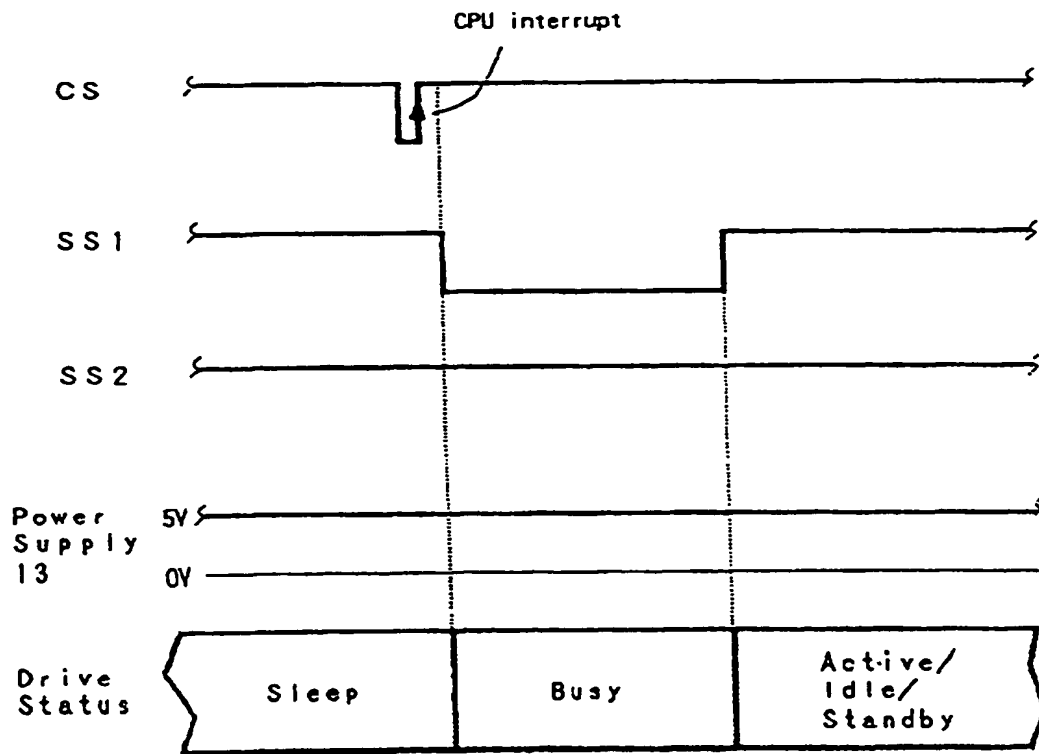 CPU interrupt
CS
SS1
SS2
Power
Supply
13
5V
0V
Drive
Status
Sleep
Busy
Active/
Idle/
Standby